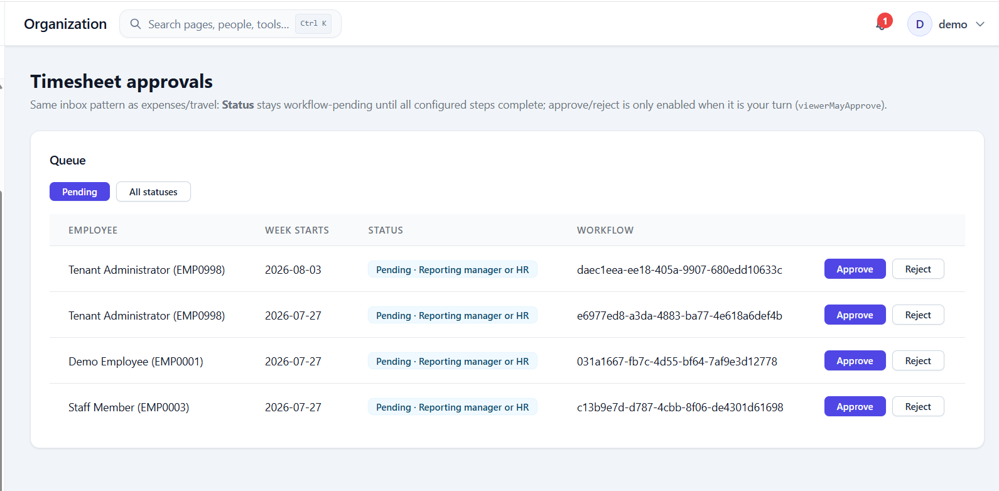 Organization
Search pages, people, tools...
Ctrl K
1
D
demo
Timesheet approvals
Same inbox pattern as expenses/travel: Status stays workflow-pending until all configured steps complete; approve/reject is only enabled when it is your turn (viewerMayApprove).
Queue
Pending
All statuses
EMPLOYEE WEEK STARTS STATUS WORKFLOW
Tenant Administrator (EMP0998) 2026-08-03 Pending · Reporting manager or HR daec1eea-ee18-405a-9907-680edd10633c Approve Reject
Tenant Administrator (EMP0998) 2026-07-27 Pending · Reporting manager or HR e6977ed8-a3da-4883-ba77-4e618a6def4b Approve Reject
Demo Employee (EMP0001) 2026-07-27 Pending · Reporting manager or HR 031a1667-fb7c-4d55-bf64-7af9e3d12778 Approve Reject
Staff Member (EMP0003) 2026-07-27 Pending · Reporting manager or HR c13b9e7d-d787-4cbb-8f06-de4301d61698 Approve Reject